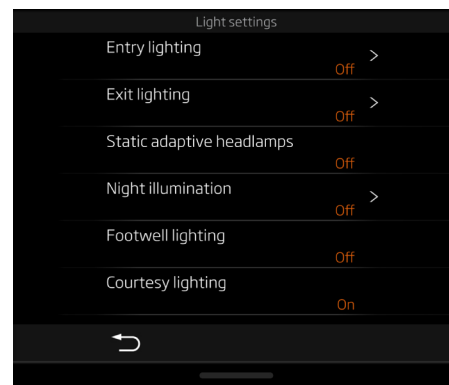 Light settings
Entry lighting
Off
Exit lighting
Off
Static adaptive headlamps
Off
Night illumination
Off
Footwell lighting
Off
Courtesy lighting
On